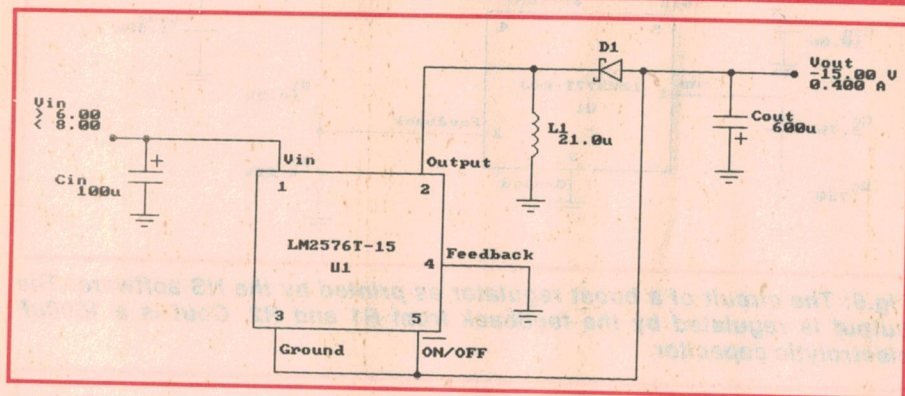 D1
Vout
-15.00 V
0.400 A
Vin
> 6.00
< 8.00
Cout
600u
+
L1
21.0u
+
Cin
100u
Vin
1
Output
2
LM2576T-15
U1
Feedback
4
3
5
Ground
ON/OFF